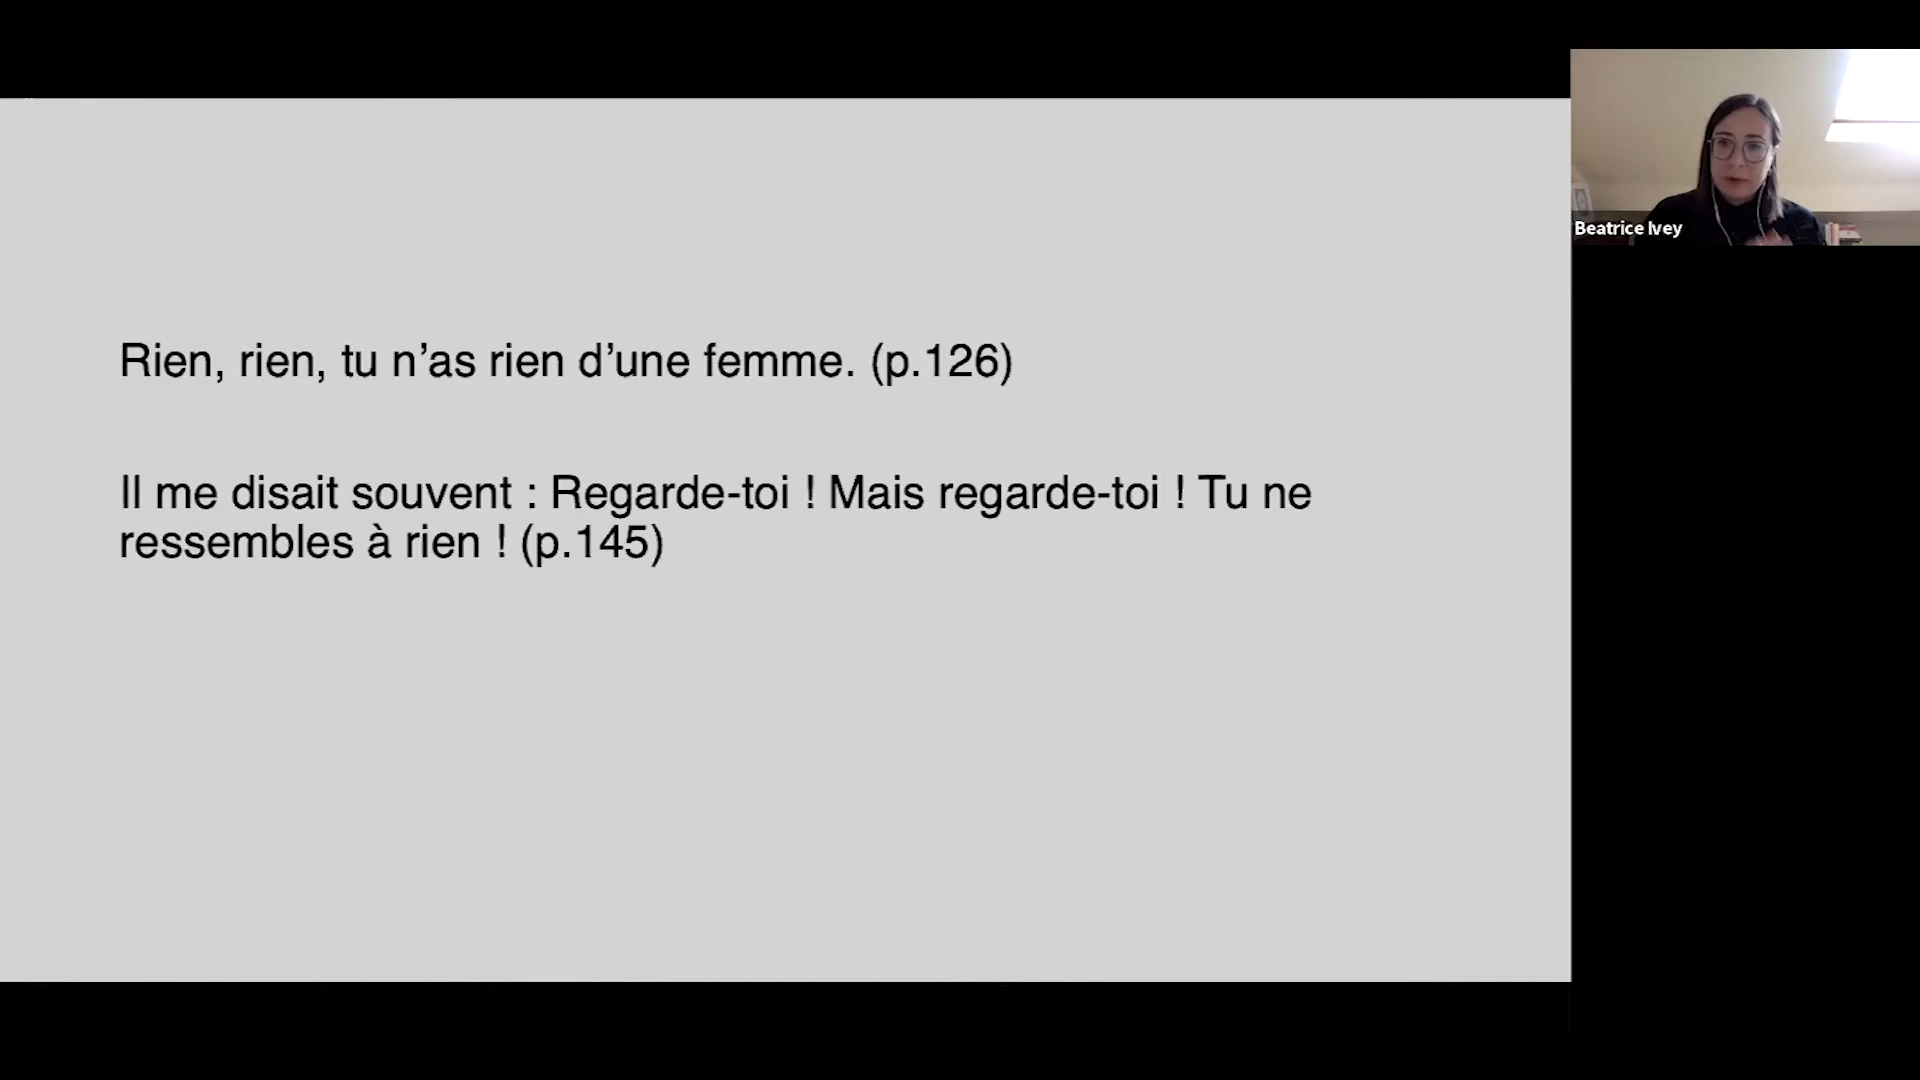 Rien, rien, tu n’as rien d’une femme. (p.126)
Il me disait souvent : Regarde-toi ! Mais regarde-toi ! Tu ne
ressembles à rien ! (p.145)
Beatrice Ivey